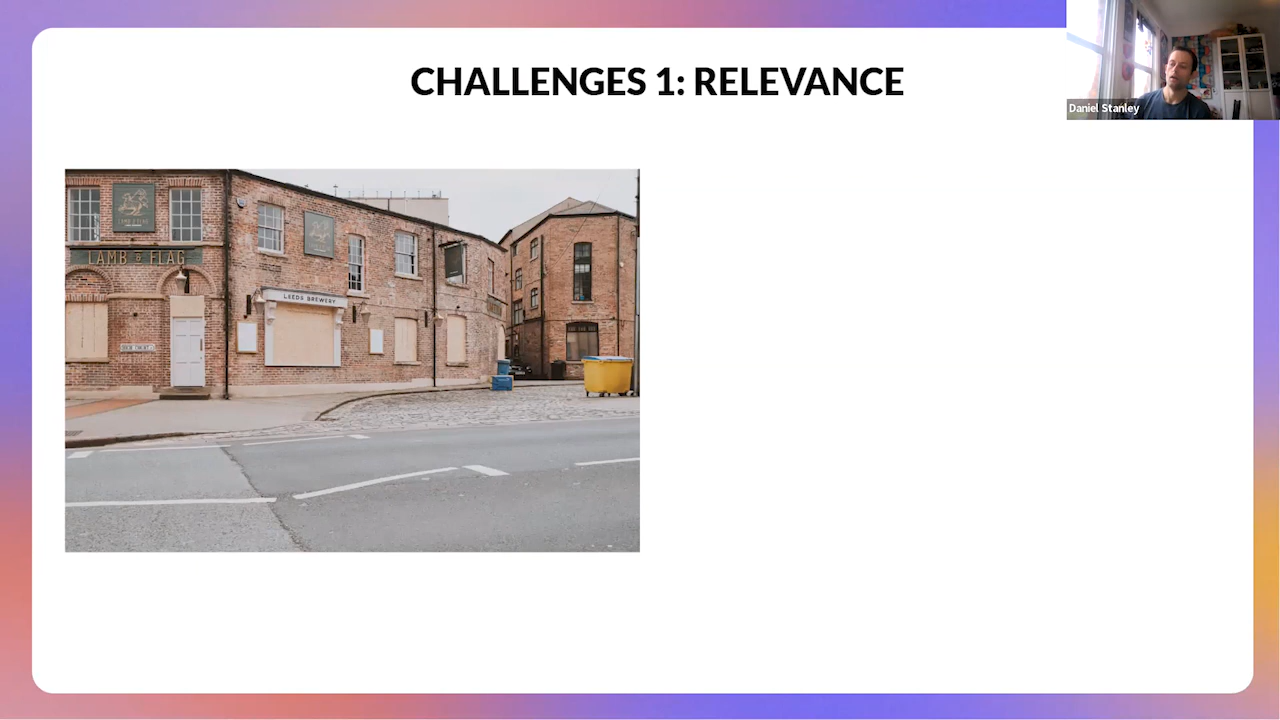 CHALLENGES 1: RELEVANCE
Daniel Stanley
LAMB & FLAG
LEEDS BREWERY